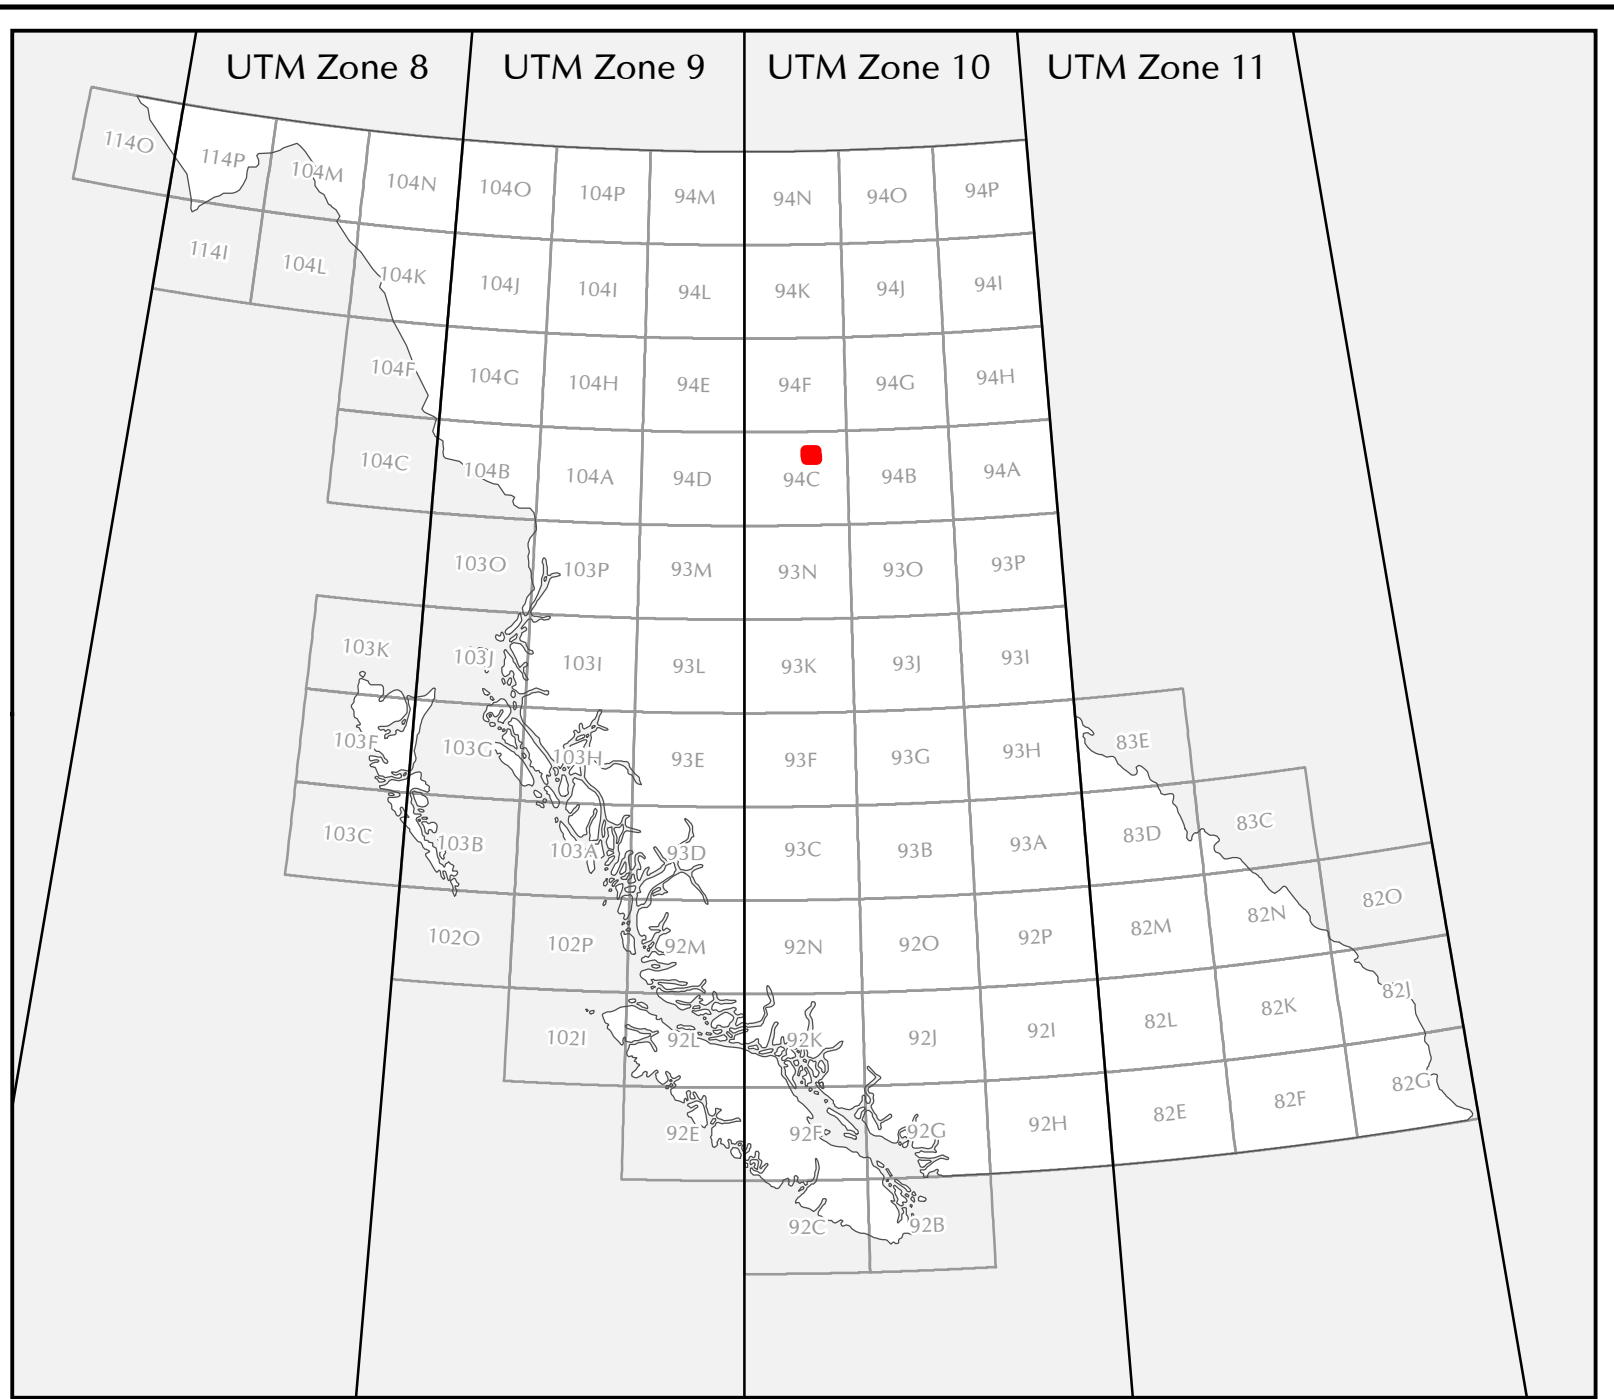 UTM Zone 8 UTM Zone 9 UTM Zone 10 UTM Zone 11
114O 114P 104M 104N 104O 104P 94M 94N 94O 94P
114I 104L 104K 104J 104I 94L 94K 94J 94I
104F 104G 104H 94E 94F 94G 94H
104C 104B 104A 94D 94C 94B 94A
103O 103P 93M 93N 93O 93P
103K 103J 103I 93L 93K 93J 93I
103F 103G 103H 93E 93F 93G 93H 83E
103C 103B 103A 93D 93C 93B 93A 83D 83C
102O 102P 92M 92N 92O 92P 82M 82N 82O
102I 92L 92K 92J 92I 82L 82K 82J
92E 92F 92G 92H 82E 82F 82G
92C 92B